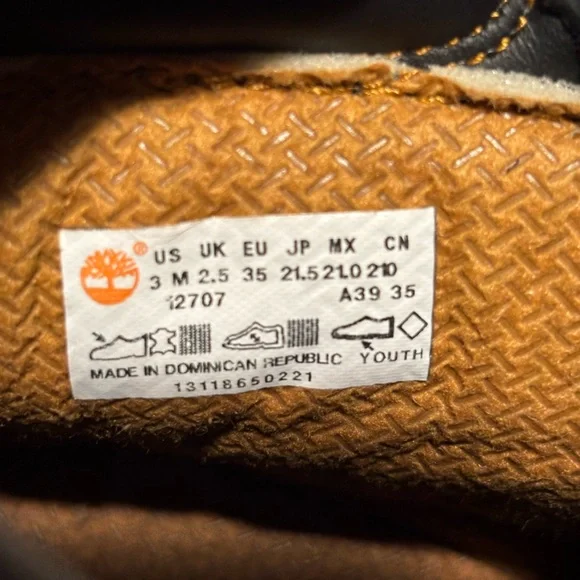 US UK EU JP MX CN
3 M 2.5 35 21.5 21.0 210
12707 A39 35
MADE IN DOMINICAN REPUBLIC YOUTH
13118650221